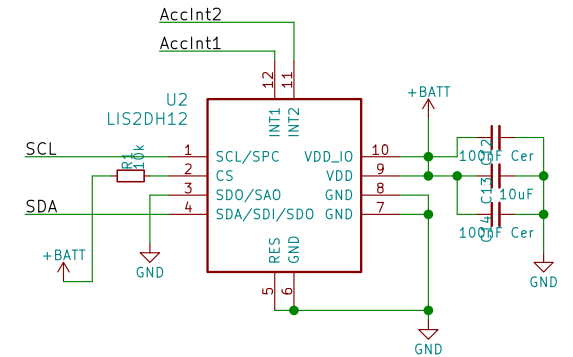 AccInt2
AccInt1
12
11
U2
LIS2DH12
INT1
INT2
+BATT
SCL
R1
10k
1
SCL/SPC
VDD_IO
10
C12
100nF Cer
2
CS
VDD
9
C13
10uF
3
SDO/SAO
GND
8
SDA
4
SDA/SDI/SDO
GND
7
C14
100nF Cer
+BATT
GND
RES
GND
5
6
GND
GND